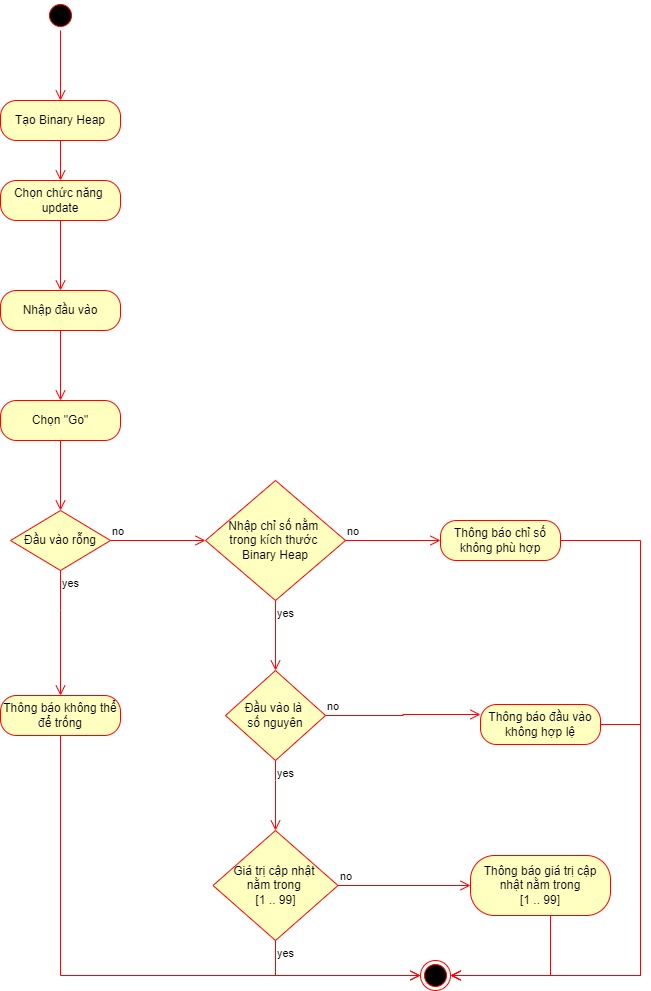 Tạo Binary Heap
Chọn chức năng
update
Nhập đầu vào
Chọn "Go"
Đầu vào rỗng
no
yes
Nhập chỉ số nằm
trong kích thước
Binary Heap
no
yes
Thông báo chỉ số
không phù hợp
Thông báo không thể
để trống
Đầu vào là
số nguyên
no
yes
Thông báo đầu vào
không hợp lệ
Giá trị cập nhật
nằm trong
[1 .. 99]
no
yes
Thông báo giá trị cập
nhật nằm trong
[1 .. 99]